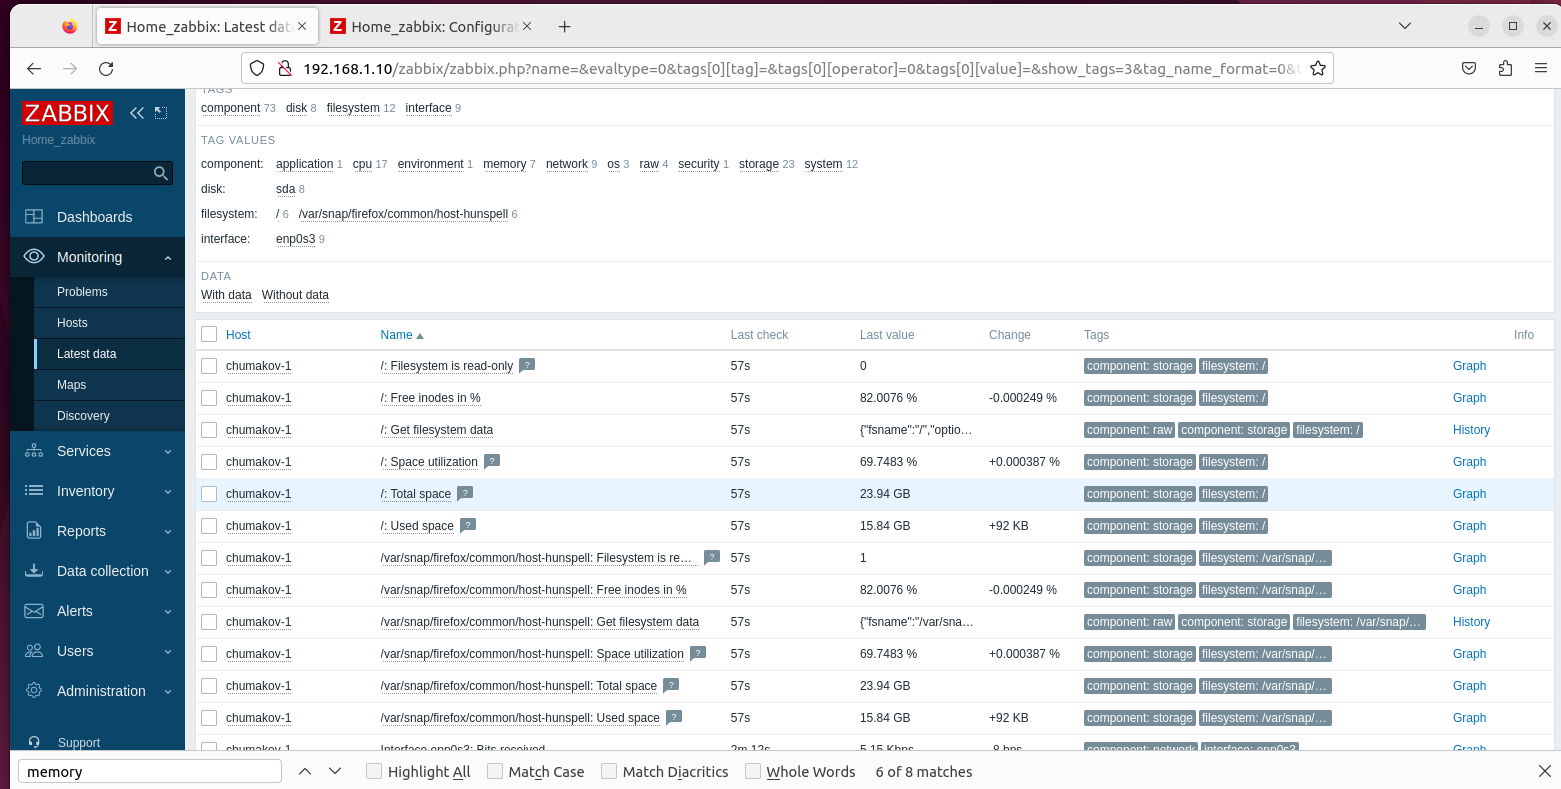 Home_zabbix: Latest dat
Home_zabbix: Configurat
192.168.1.10/zabbix/zabbix.php?name=&evaltype=0&tags[0][tag]=&tags[0][operator]=0&tags[0][value]=&show_tags=3&tag_name_format=0&t
ZABBIX
Home_zabbix
Dashboards
Monitoring
Problems
Hosts
Latest data
Maps
Discovery
Services
Inventory
Reports
Data collection
Alerts
Users
Administration
Support
TAGS
component 73 disk 8 filesystem 12 interface 9
TAG VALUES
component: application 1 cpu 17 environment 1 memory 7 network 9 os 3 raw 4 security 1 storage 23 system 12
disk: sda 8
filesystem: / 6 /var/snap/firefox/common/host-hunspell 6
interface: enp0s3 9
DATA
With data Without data
Host Name Last check Last value Change Tags Info
chumakov-1 /: Filesystem is read-only ? 57s 0 component: storage filesystem: / Graph
chumakov-1 /: Free inodes in % 57s 82.0076 % -0.000249 % component: storage filesystem: / Graph
chumakov-1 /: Get filesystem data 57s {"fsname":"/","optio... component: raw component: storage filesystem: / History
chumakov-1 /: Space utilization ? 57s 69.7483 % +0.000387 % component: storage filesystem: / Graph
chumakov-1 /: Total space ? 57s 23.94 GB component: storage filesystem: / Graph
chumakov-1 /: Used space ? 57s 15.84 GB +92 KB component: storage filesystem: / Graph
chumakov-1 /var/snap/firefox/common/host-hunspell: Filesystem is re... ? 57s 1 component: storage filesystem: /var/snap/... Graph
chumakov-1 /var/snap/firefox/common/host-hunspell: Free inodes in % 57s 82.0076 % -0.000249 % component: storage filesystem: /var/snap/... Graph
chumakov-1 /var/snap/firefox/common/host-hunspell: Get filesystem data 57s {"fsname":"/var/sna... component: raw component: storage filesystem: /var/snap/... History
chumakov-1 /var/snap/firefox/common/host-hunspell: Space utilization ? 57s 69.7483 % +0.000387 % component: storage filesystem: /var/snap/... Graph
chumakov-1 /var/snap/firefox/common/host-hunspell: Total space ? 57s 23.94 GB component: storage filesystem: /var/snap/... Graph
chumakov-1 /var/snap/firefox/common/host-hunspell: Used space ? 57s 15.84 GB +92 KB component: storage filesystem: /var/snap/... Graph
chumakov-1 Interface enp0s3: Bits received 2m 12s 5.15 Kbps -8 bps component: network interface: enp0s3 Graph
memory Highlight All Match Case Match Diacritics Whole Words 6 of 8 matches